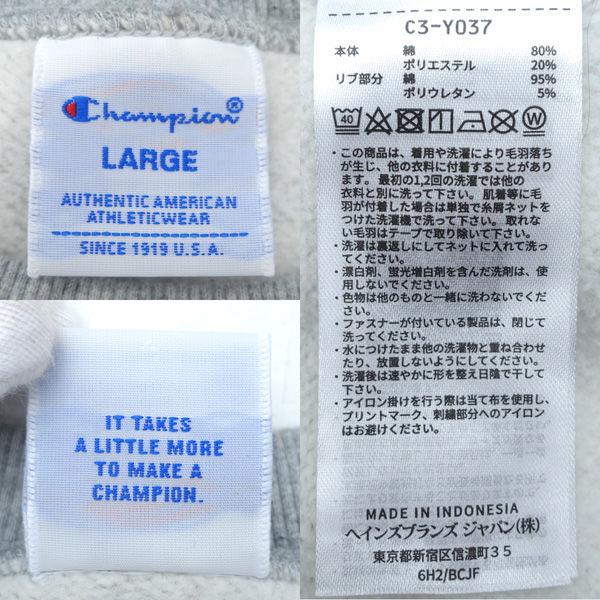 Champion®
LARGE
AUTHENTIC AMERICAN
ATHLETICWEAR
SINCE 1919 U.S.A.
IT TAKES
A LITTLE MORE
TO MAKE A
CHAMPION.
C3-Y037
本体 綿 80%
ポリエステル 20%
リブ部分 綿 95%
ポリウレタン 5%
40 W
・この商品は、着用や洗濯により毛羽落ち
が生じ、他の衣料に付着することがあり
ます。最初の1,2回の洗濯では他の
衣料と別に洗って下さい。肌着等に毛
羽が付着した場合は単独で糸屑ネットを
つけた洗濯機で洗って下さい。取れな
い毛羽はテープで取り除いて下さい。
・洗濯は裏返しにしてネットに入れて洗っ
てください。
・漂白剤、蛍光増白剤を含んだ洗剤は、使
用しないでください。
・色物は他のものと一緒に洗わないでくだ
さい。
・ファスナーが付いている製品は、閉じて
洗ってください。
・水につけたまま他の洗濯物と重ね合わせ
たり、放置しないようにしてください。
・洗濯後は速やかに形を整え日陰で干して
下さい。
・アイロン掛けを行う際は当て布を使用し、
プリントマーク、刺繍部分へのアイロン
はお避けください。
MADE IN INDONESIA
ヘインズブランズ ジャパン(株)
東京都新宿区信濃町35
6H2/BCJF